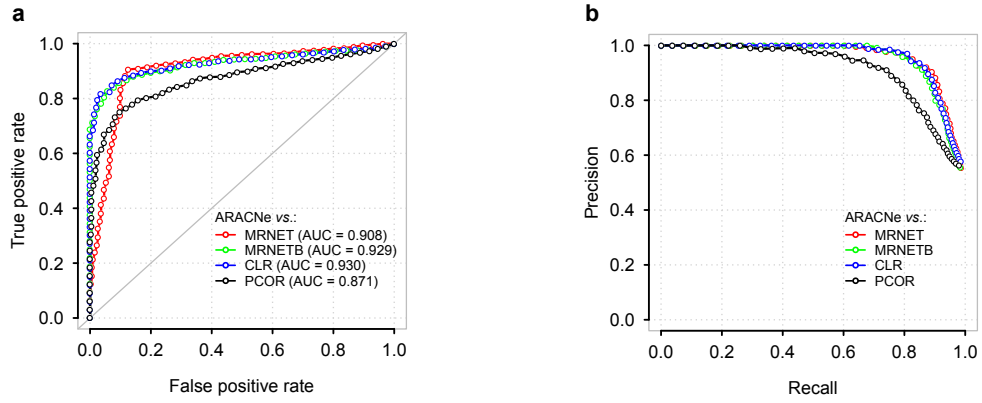 a
1.0
0.8
0.6
0.4
0.2
0.0
True positive rate
ARACNe vs.:
MRNET (AUC = 0.908)
MRNETB (AUC = 0.929)
CLR (AUC = 0.930)
PCOR (AUC = 0.871)
0.0 0.2 0.4 0.6 0.8 1.0
False positive rate
b
1.0
0.8
0.6
0.4
0.2
0.0
Precision
ARACNe vs.:
MRNET
MRNETB
CLR
PCOR
0.0 0.2 0.4 0.6 0.8 1.0
Recall